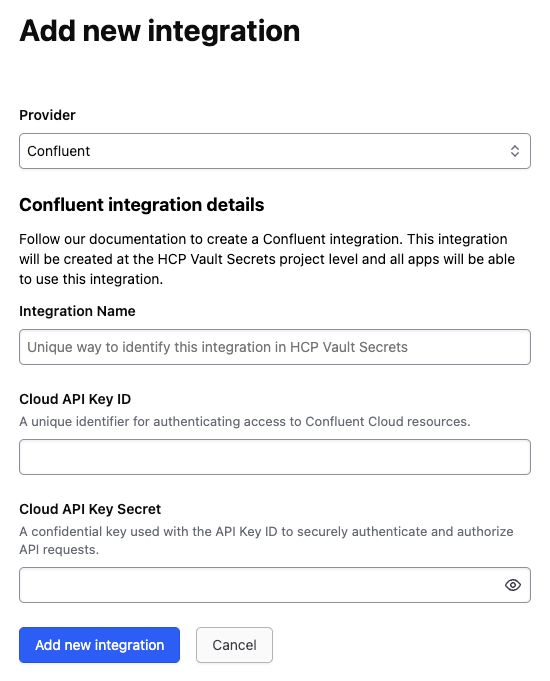 Add new integration
Provider
Confluent
Confluent integration details
Follow our documentation to create a Confluent integration. This integration
will be created at the HCP Vault Secrets project level and all apps will be able
to use this integration.
Integration Name
Unique way to identify this integration in HCP Vault Secrets
Cloud API Key ID
A unique identifier for authenticating access to Confluent Cloud resources.
Cloud API Key Secret
A confidential key used with the API Key ID to securely authenticate and authorize
API requests.
Add new integration Cancel